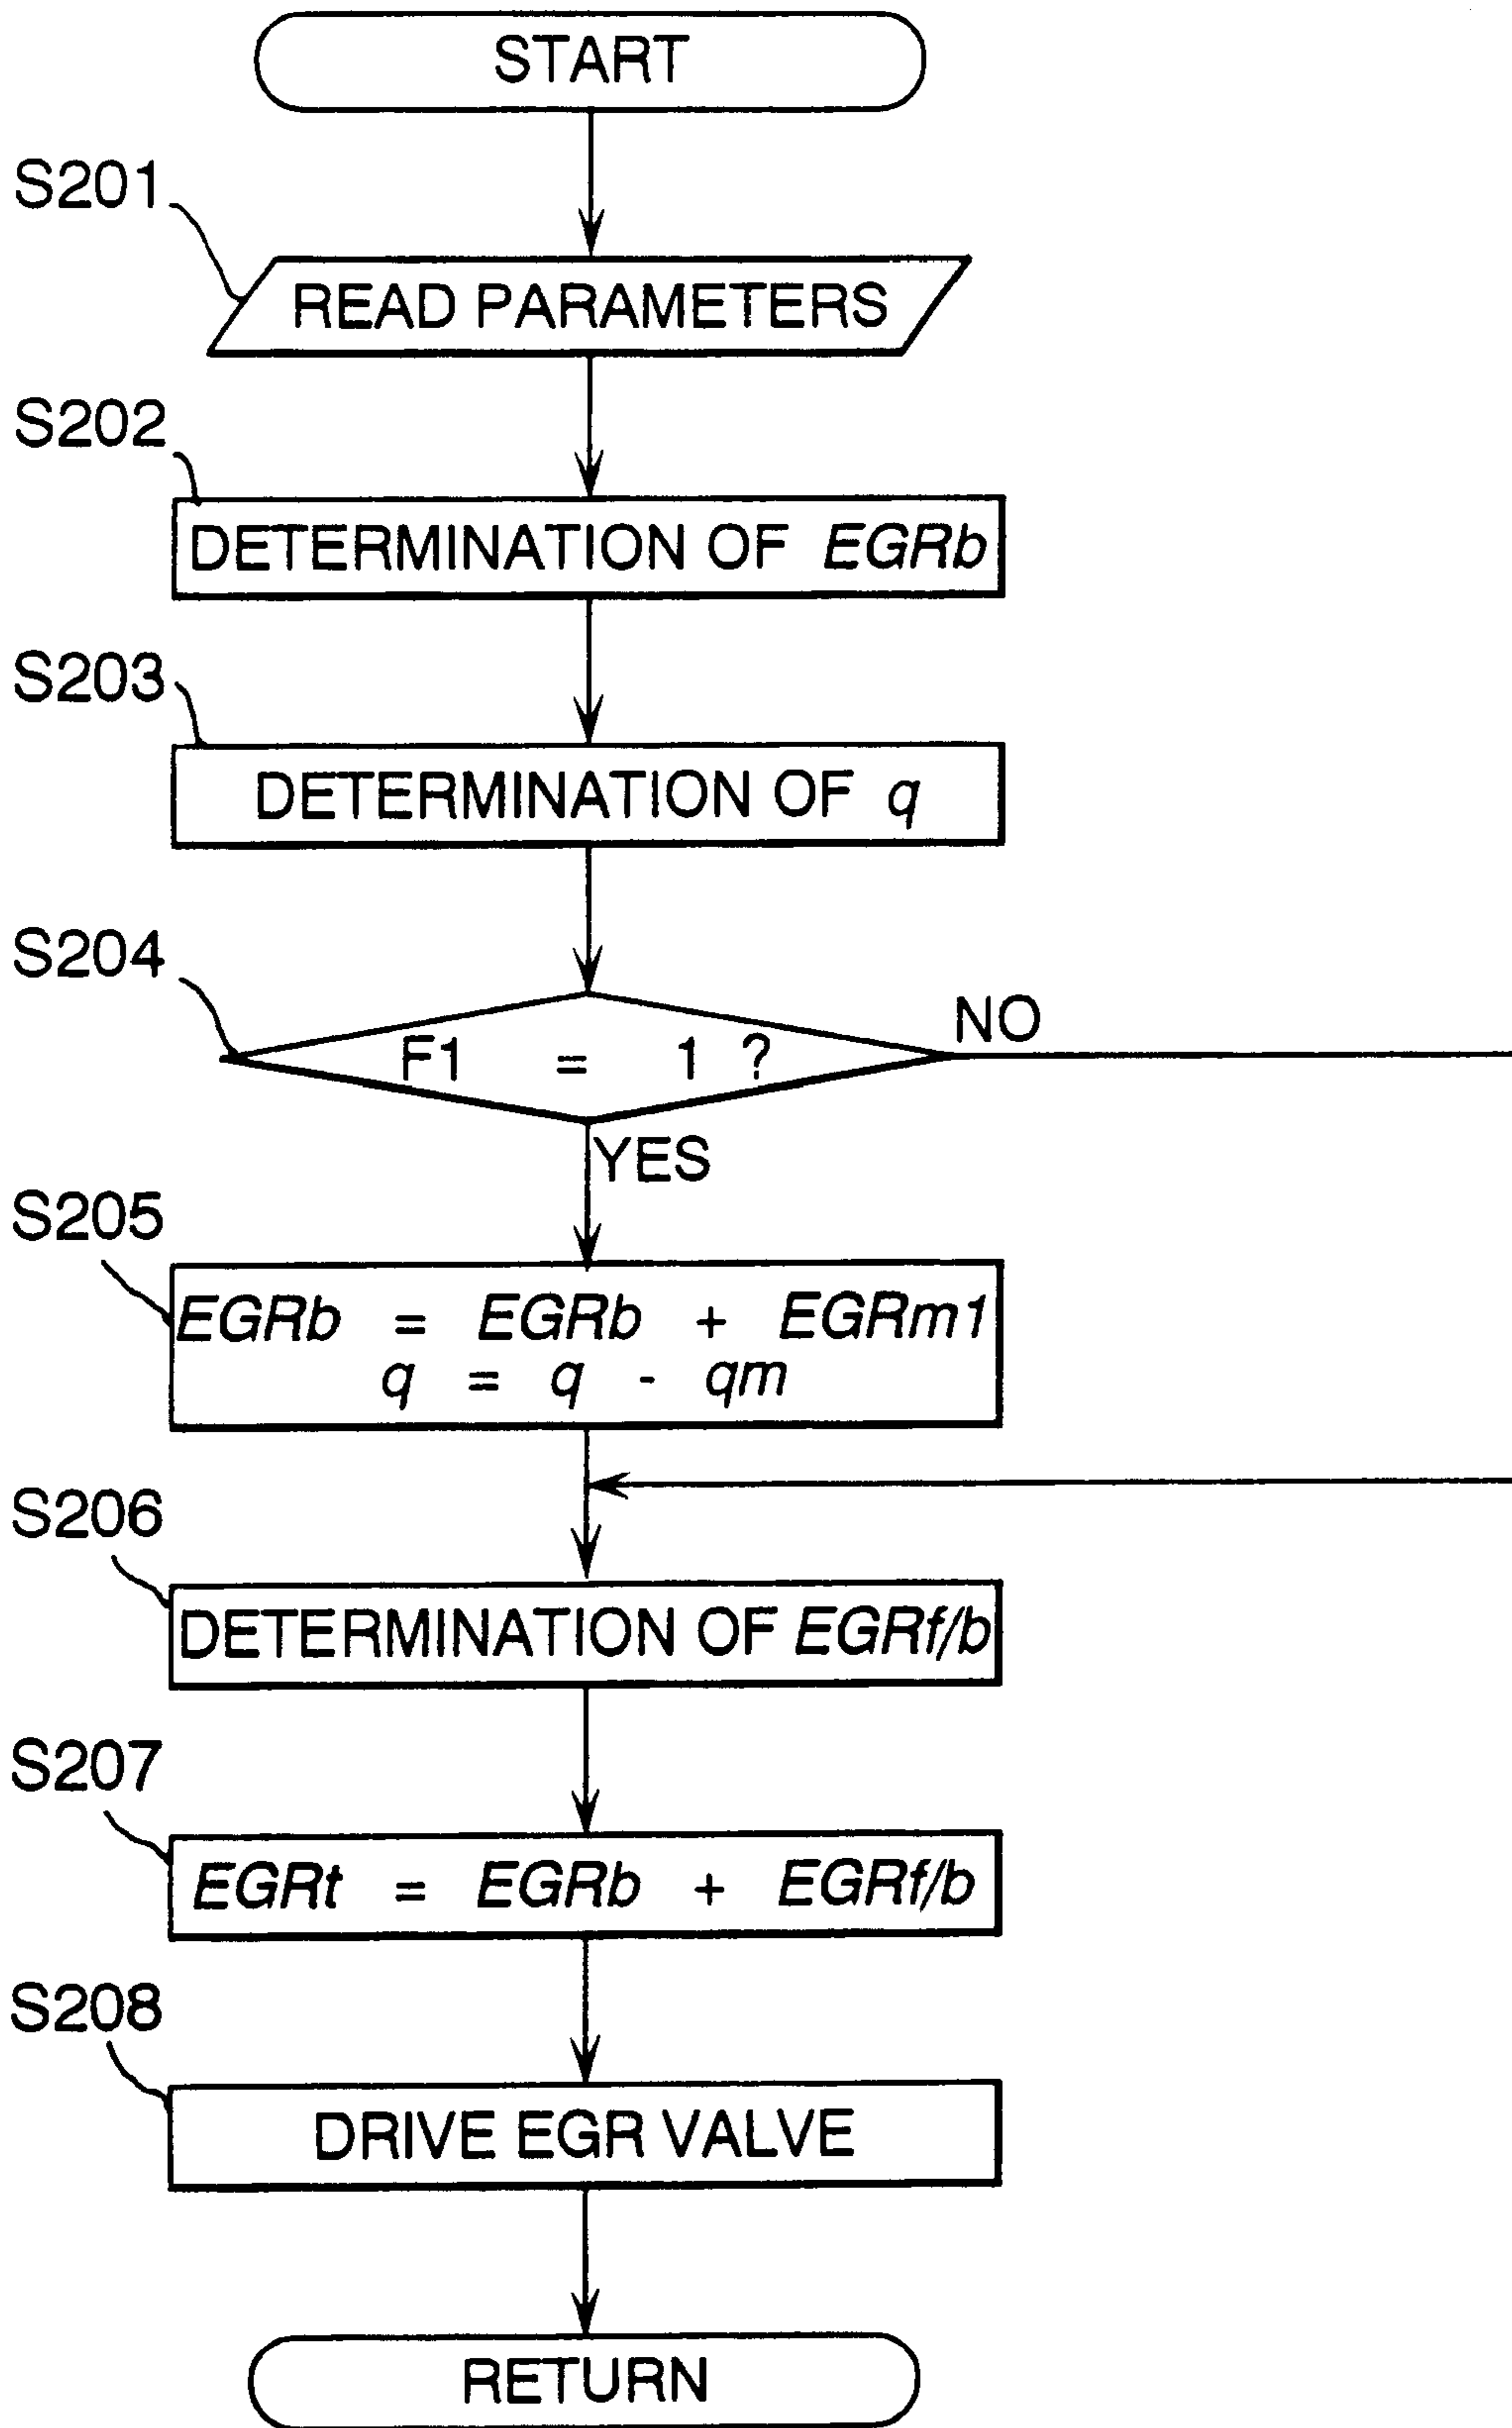 START
S201
READ PARAMETERS
S202
DETERMINATION OF EGRb
S203
DETERMINATION OF q
S204
F1 = 1 ?
NO
YES
S205
EGRb = EGRb + EGRm1
q = q - qm
S206
DETERMINATION OF EGRf/b
S207
EGRt = EGRb + EGRf/b
S208
DRIVE EGR VALVE
RETURN